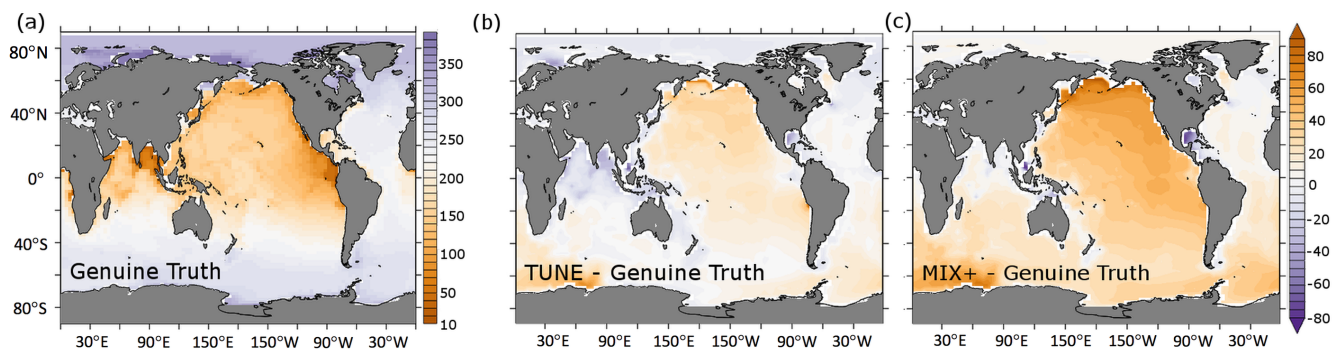 (a)
(b)
(c)
80°N
40°N
0°
40°S
80°S
Genuine Truth
350
300
250
200
150
100
50
10
TUNE - Genuine Truth
MIX+ - Genuine Truth
80
60
40
20
0
-20
-40
-60
-80
30°E 90°E 150°E 150°W 90°W 30°W
30°E 90°E 150°E 150°W 90°W 30°W
30°E 90°E 150°E 150°W 90°W 30°W